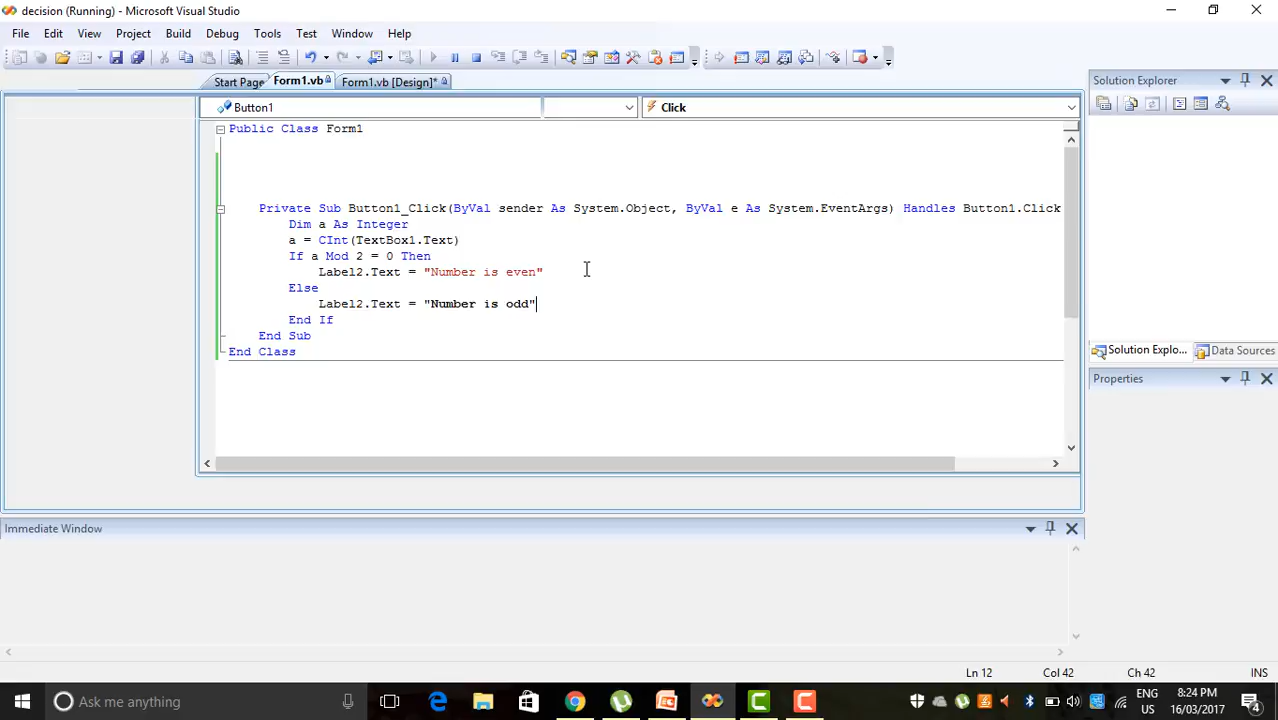 decision (Running) - Microsoft Visual Studio
File Edit View Project Build Debug Tools Test Window Help
Start Page Form1.vb Form1.vb [Design]*
Solution Explorer
Button1 Click
Public Class Form1
Private Sub Button1_Click(ByVal sender As System.Object, ByVal e As System.EventArgs) Handles Button1.Click
Dim a As Integer
a = CInt(TextBox1.Text)
If a Mod 2 = 0 Then
Label2.Text = "Number is even"
Else
Label2.Text = "Number is odd"
End If
End Sub
End Class
Solution Explo... Data Sources
Properties
Immediate Window
Ln 12 Col 42 Ch 42 INS
Ask me anything
ENG 8:24 PM
US 16/03/2017
4